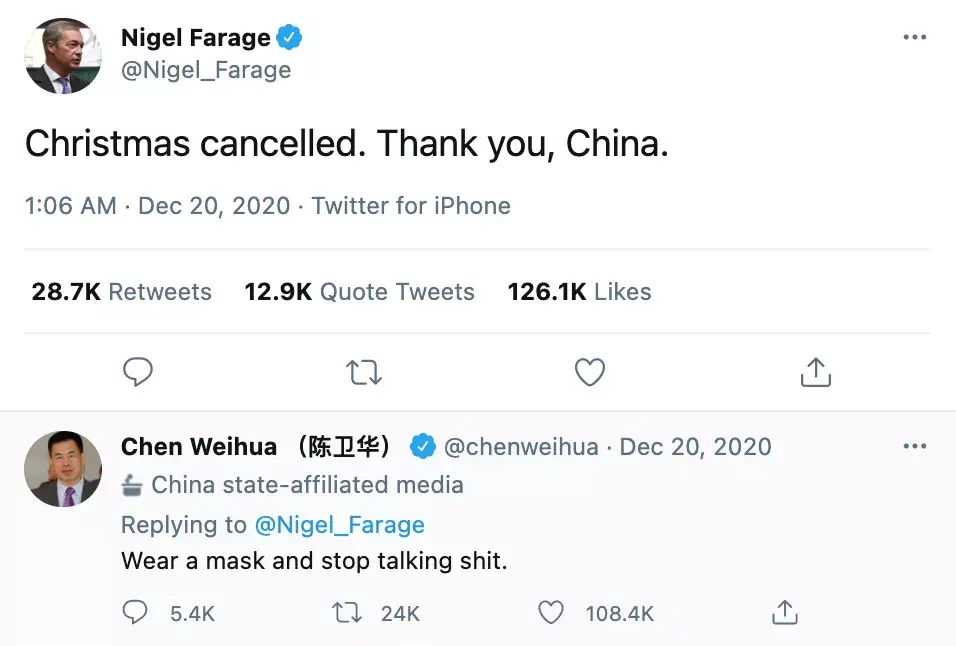 Nigel Farage
@Nigel_Farage
Christmas cancelled. Thank you, China.
1:06 AM · Dec 20, 2020 · Twitter for iPhone
28.7K Retweets 12.9K Quote Tweets 126.1K Likes
Chen Weihua （陈卫华） @chenweihua · Dec 20, 2020
China state-affiliated media
Replying to @Nigel_Farage
Wear a mask and stop talking shit.
5.4K 24K 108.4K